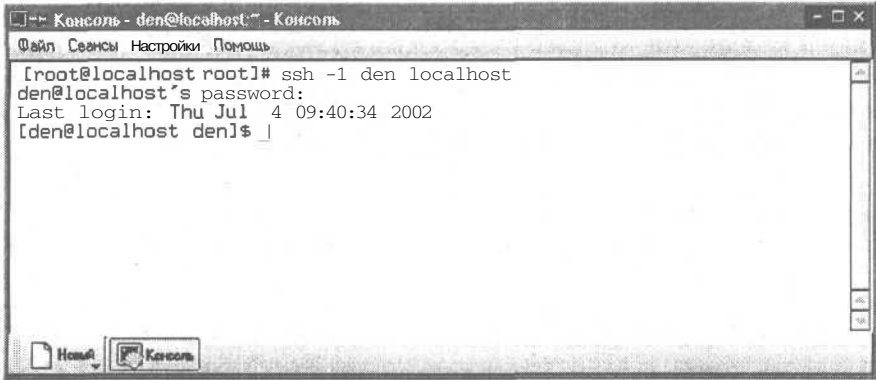 Консоль - den@localhost:~ - Консоль
Файл Сеансы Настройки Помощь
[root@localhost root]# ssh -1 den localhost
den@localhost's password:
Last login: Thu Jul 4 09:40:34 2002
[den@localhost den]$
Новый Консоль